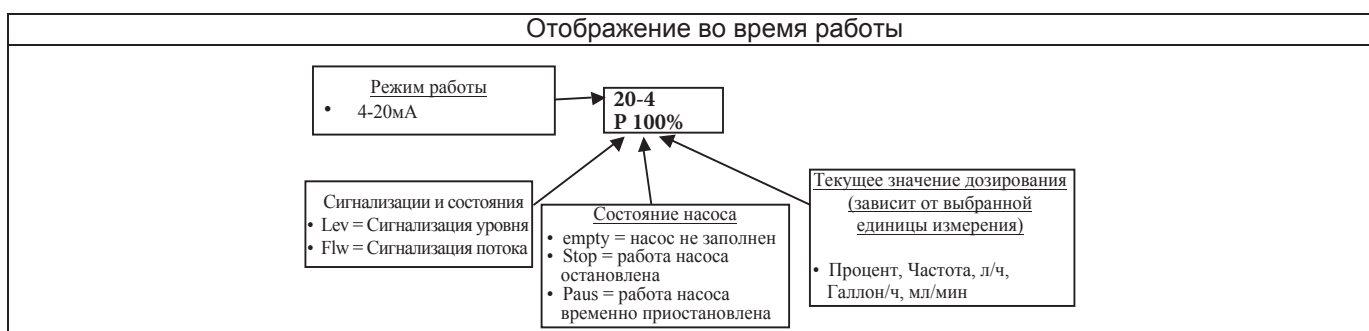 Отображение во время работы
Режим работы
• 4-20мА
20-4
P 100%
Сигнализации и состояния
• Lev = Сигнализация уровня
• Flw = Сигнализация потока
Состояние насоса
• empty = насос не заполнен
• Stop = работа насоса
остановлена
• Paus = работа насоса
временно приостановлена
Текущее значение дозирования
(зависит от выбранной
единицы измерения)
• Процент, Частота, л/ч,
Галлон/ч, мл/мин